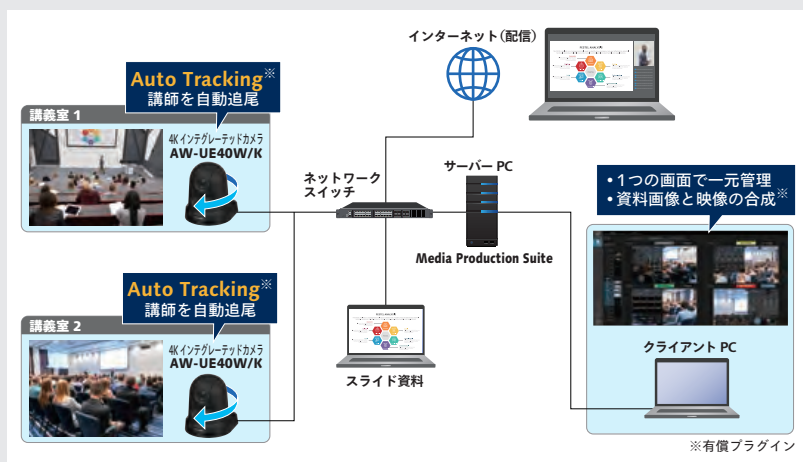 インターネット(配信)
Auto Tracking※
講師を自動追尾
講義室 1
4Kインテグレーテッドカメラ
AW-UE40W/K
ネットワーク
スイッチ
サーバー PC
Media Production Suite
• 1つの画面で一元管理
• 資料画像と映像の合成※
Auto Tracking※
講師を自動追尾
講義室 2
4Kインテグレーテッドカメラ
AW-UE40W/K
スライド資料
クライアント PC
※有償プラグイン